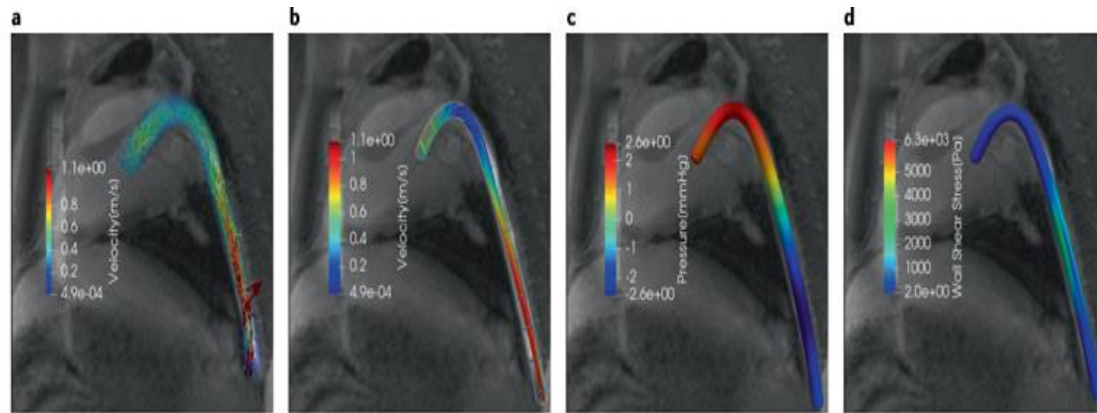 a
b
c
d
1.1e+00
0.8
0.6
0.4
0.2
4.9e-04
Velocity(m/s)
1.1e+00
1
0.8
0.6
0.4
0.2
4.9e-04
Velocity(m/s)
2.6e+00
2
1
0
-1
-2
-2.6e+00
Pressure(mmHg)
6.3e+03
5000
4000
3000
2000
1000
2.0e+00
Wall Shear Stress(Pa)